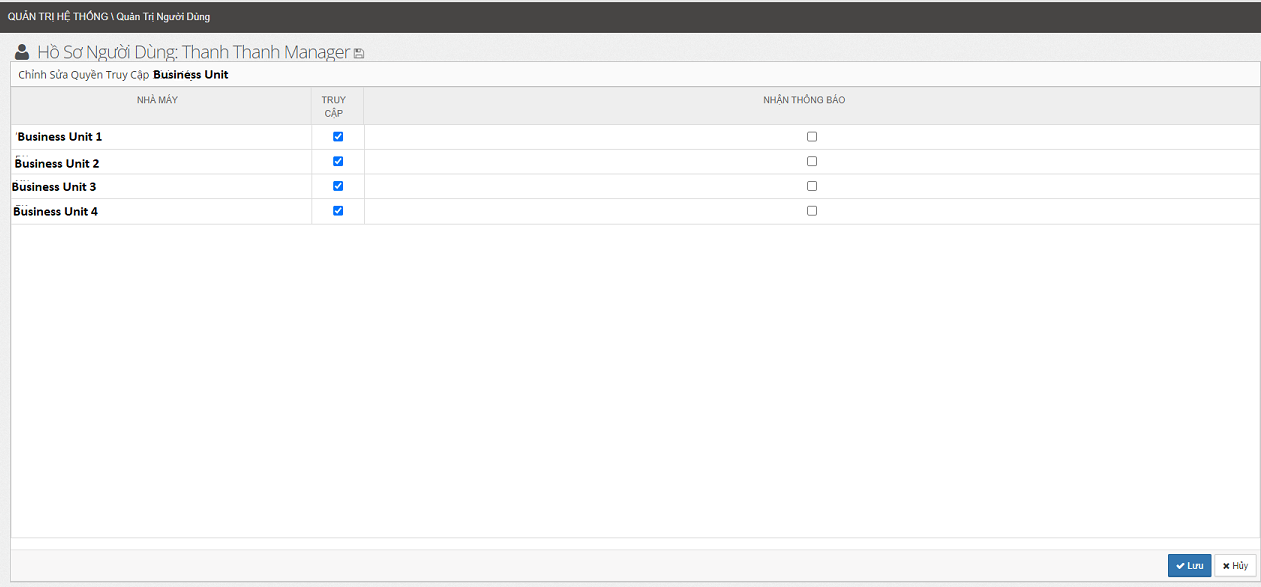 QUẢN TRỊ HỆ THỐNG \ Quản Trị Người Dùng
Hồ Sơ Người Dùng: Thanh Thanh Manager
Chỉnh Sửa Quyền Truy Cập Business Unit
NHÀ MÁY
TRUY
CẬP
NHẬN THÔNG BÁO
Business Unit 1
Business Unit 2
Business Unit 3
Business Unit 4
Lưu
Hủy